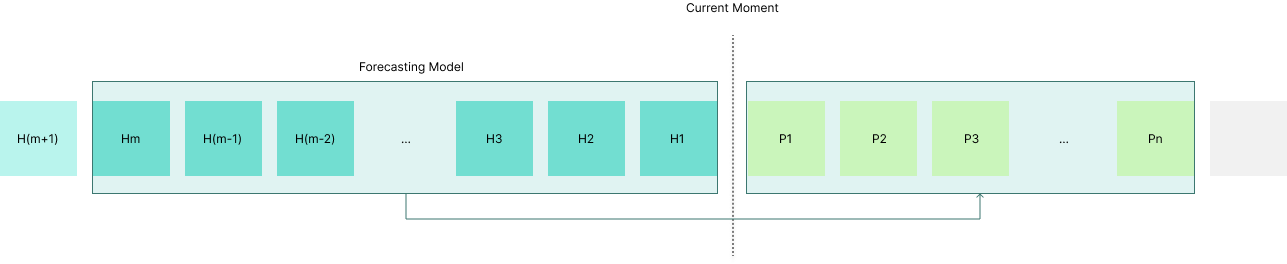 Current Moment
Forecasting Model
H(m+1)
Hm
H(m-1)
H(m-2)
...
H3
H2
H1
P1
P2
P3
...
Pn